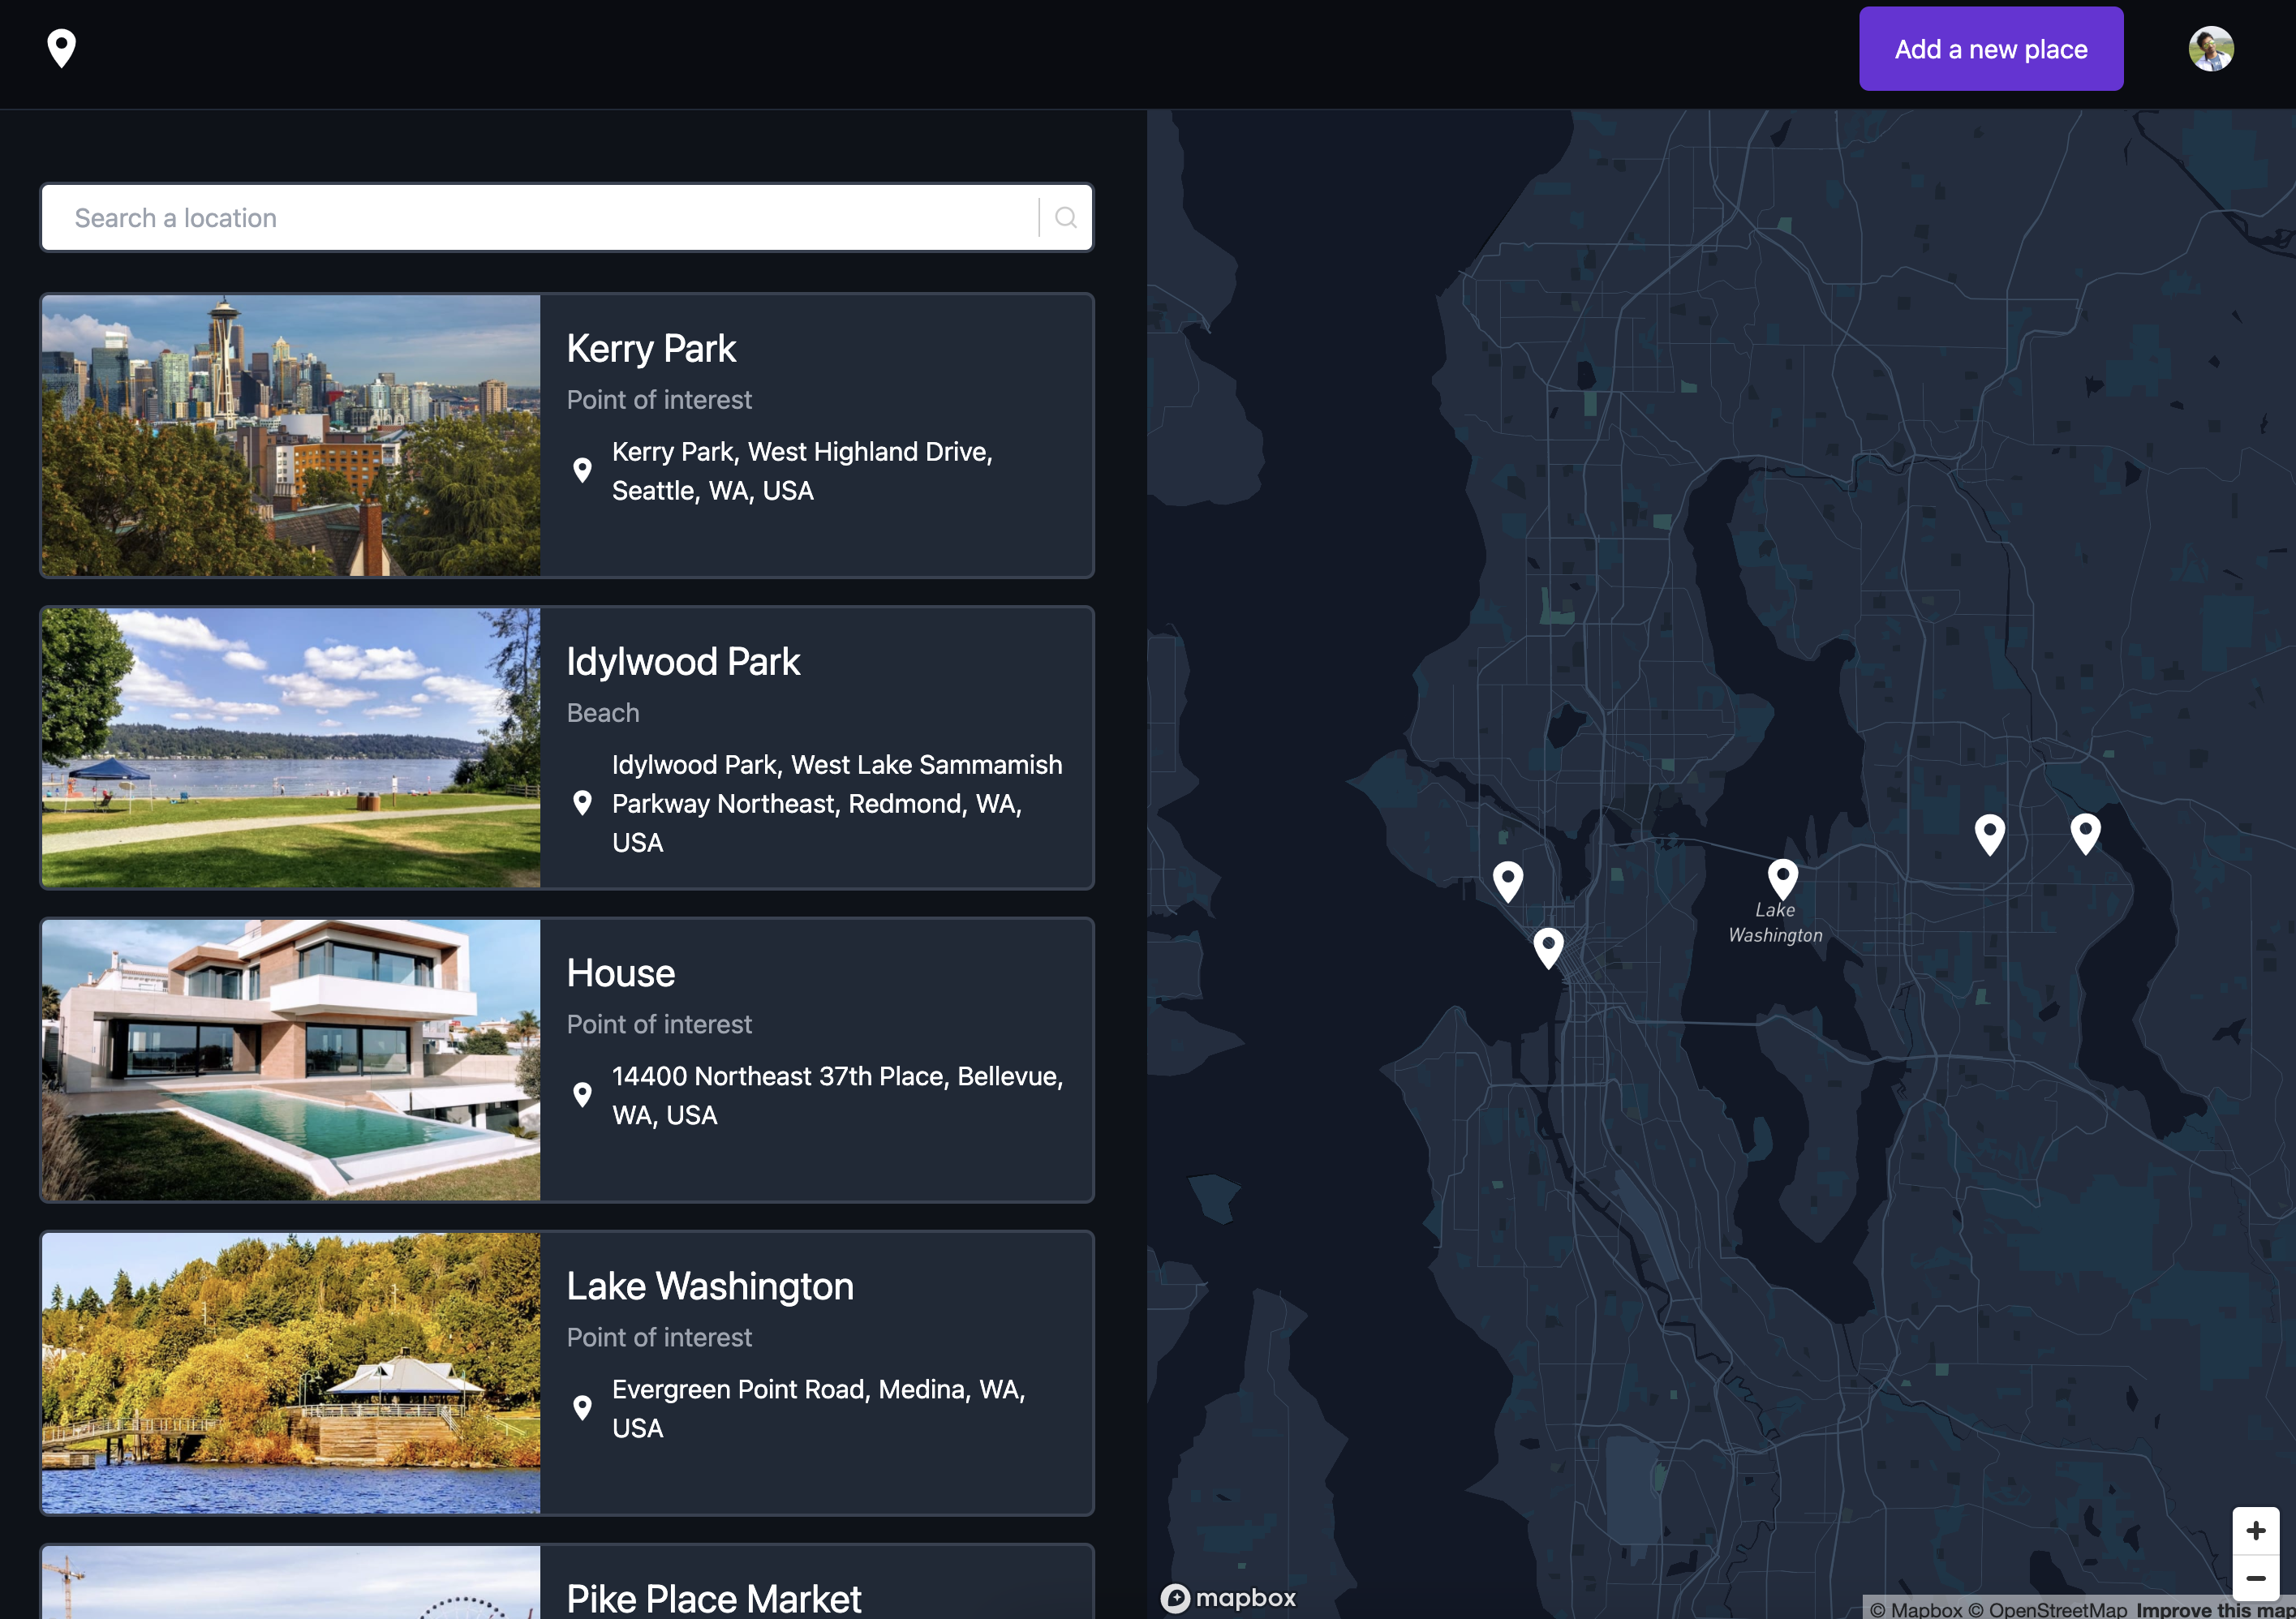 Add a new place
Search a location
Kerry Park
Point of interest
Kerry Park, West Highland Drive,
Seattle, WA, USA
Idylwood Park
Beach
Idylwood Park, West Lake Sammamish
Parkway Northeast, Redmond, WA,
USA
House
Point of interest
14400 Northeast 37th Place, Bellevue,
WA, USA
Lake Washington
Point of interest
Evergreen Point Road, Medina, WA,
USA
Pike Place Market
Lake
Washington
+
−
mapbox
© Mapbox © OpenStreetMap Improve this map